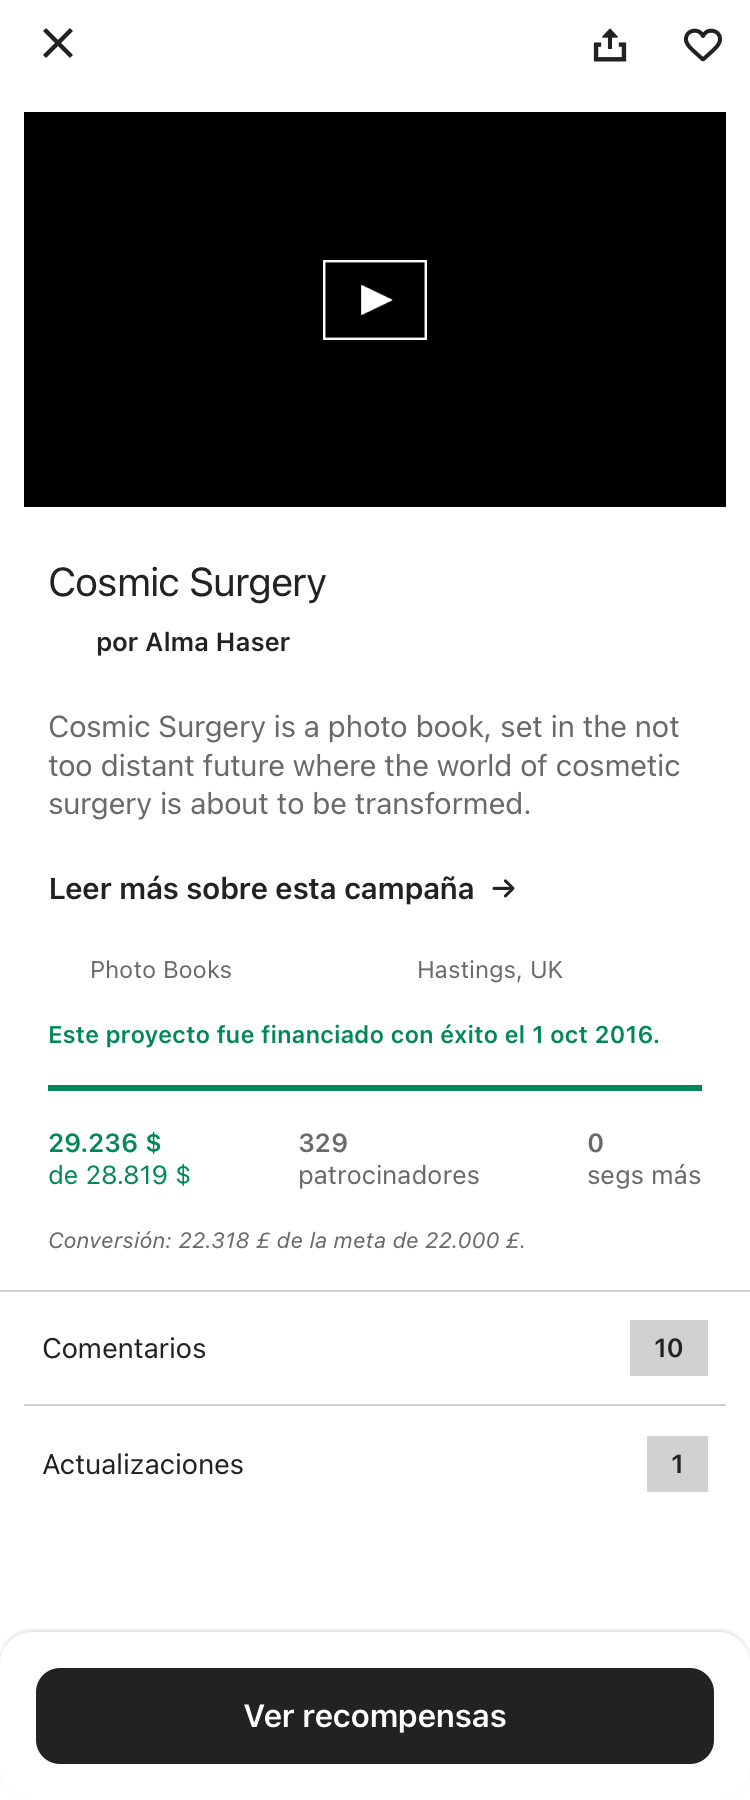 Cosmic Surgery
por Alma Haser
Cosmic Surgery is a photo book, set in the not
too distant future where the world of cosmetic
surgery is about to be transformed.
Leer más sobre esta campaña →
Photo Books
Hastings, UK
Este proyecto fue financiado con éxito el 1 oct 2016.
29.236 $
de 28.819 $
329
patrocinadores
0
segs más
Conversión: 22.318 £ de la meta de 22.000 £.
Comentarios
10
Actualizaciones
1
Ver recompensas